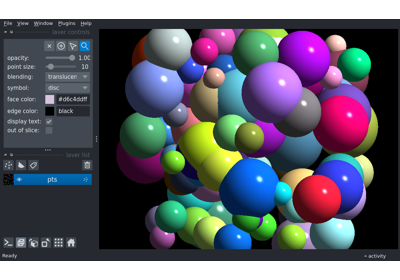 File View Window Plugins Help
layer controls
opacity: 1.00
point size: 10
blending: translucen
symbol: disc
face color: #d6c4ddff
edge color: black
display text:
out of slice:
layer list
pts
Ready
activity